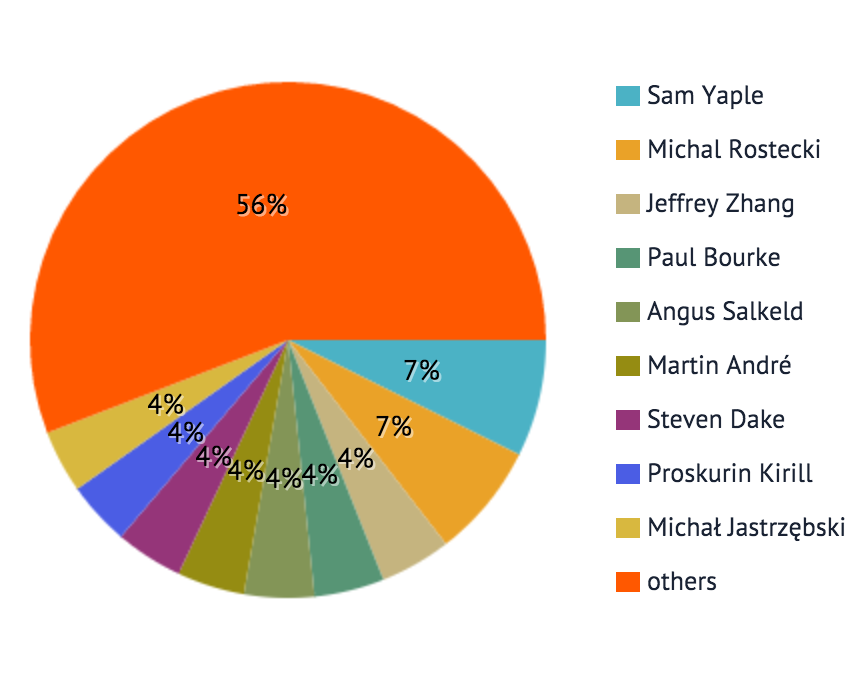 Sam Yaple
Michal Rostecki
Jeffrey Zhang
Paul Bourke
Angus Salkeld
Martin André
Steven Dake
Proskurin Kirill
Michał Jastrzębski
others
56%
7%
7%
4%
4%
4%
4%
4%
4%
4%